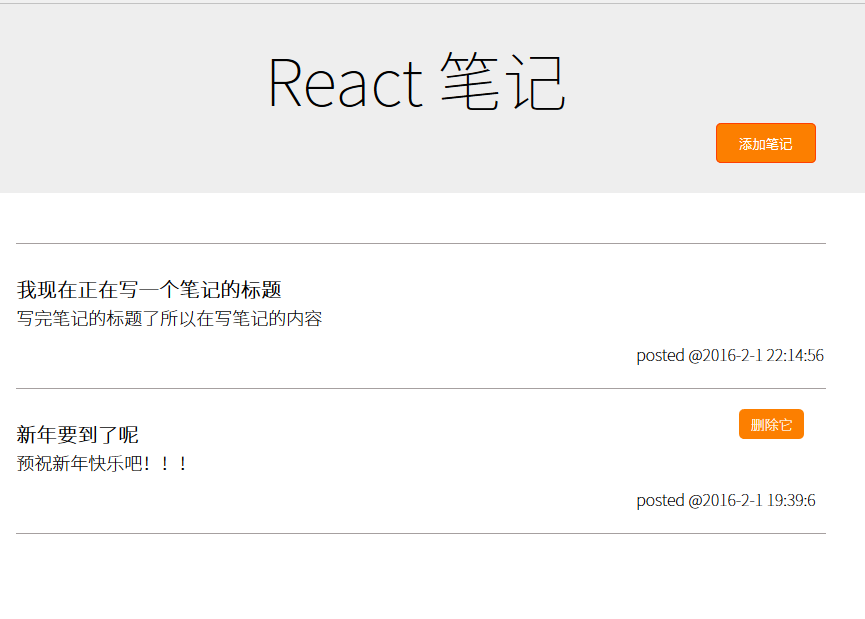 React 笔记
添加笔记
我现在正在写一个笔记的标题
写完笔记的标题了所以在写笔记的内容
posted @2016-2-1 22:14:56
新年要到了呢
删除它
预祝新年快乐吧！！！
posted @2016-2-1 19:39:6